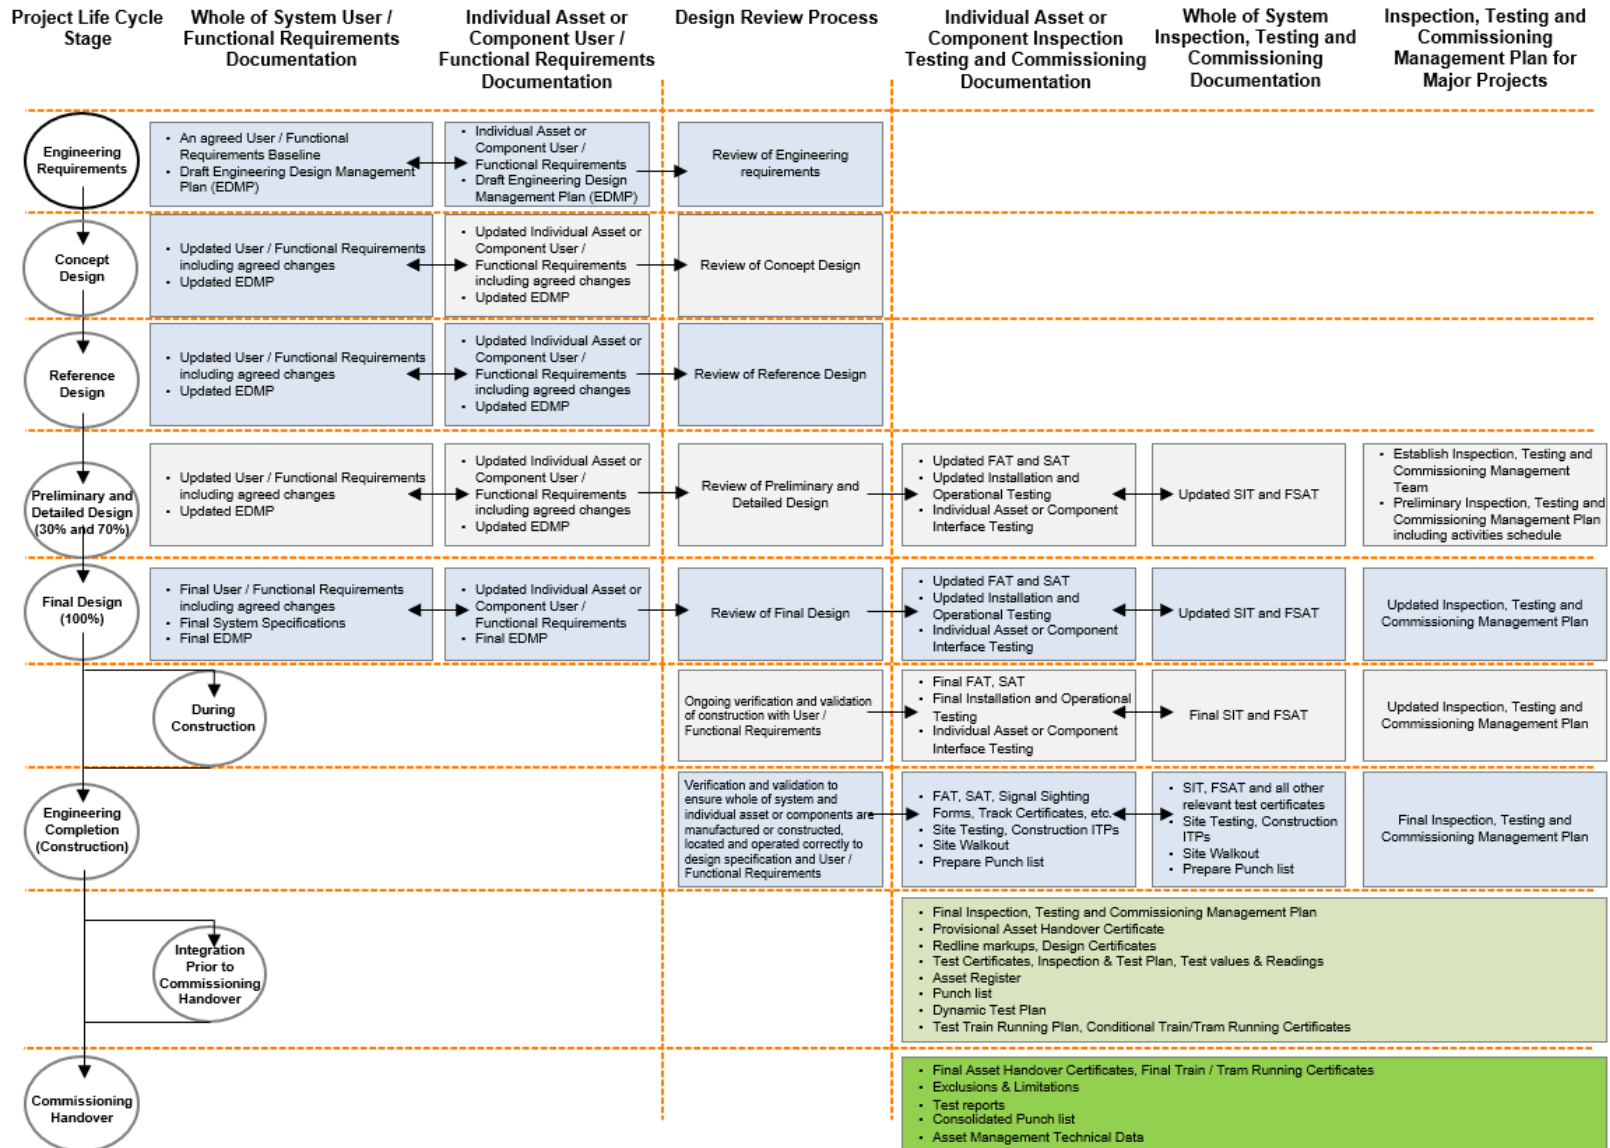 Project Life Cycle
Stage
Whole of System User /
Functional Requirements
Documentation
Individual Asset or
Component User /
Functional Requirements
Documentation
Design Review Process
Individual Asset or
Component Inspection
Testing and Commissioning
Documentation
Whole of System
Inspection, Testing and
Commissioning
Documentation
Inspection, Testing and
Commissioning
Management Plan for
Major Projects
Engineering
Requirements
• An agreed User / Functional
Requirements Baseline
• Draft Engineering Design Management
Plan (EDMP)
• Individual Asset or
Component User /
Functional Requirements
• Draft Engineering Design
Management Plan (EDMP)
Review of Engineering
requirements
Concept
Design
• Updated User / Functional Requirements
including agreed changes
• Updated EDMP
• Updated Individual Asset or
Component User /
Functional Requirements
including agreed changes
• Updated EDMP
Review of Concept Design
Reference
Design
• Updated User / Functional Requirements
including agreed changes
• Updated EDMP
• Updated Individual Asset or
Component User /
Functional Requirements
including agreed changes
• Updated EDMP
Review of Reference Design
Preliminary and
Detailed Design
(30% and 70%)
• Updated User / Functional Requirements
including agreed changes
• Updated EDMP
• Updated Individual Asset or
Component User /
Functional Requirements
including agreed changes
• Updated EDMP
Review of Preliminary and
Detailed Design
• Updated FAT and SAT
• Updated Installation and
Operational Testing
• Individual Asset or Component
Interface Testing
Updated SIT and FSAT
• Establish Inspection, Testing and
Commissioning Management
Team
• Preliminary Inspection, Testing and
Commissioning Management Plan
including activities schedule
Final Design
(100%)
• Final User / Functional Requirements
including agreed changes
• Final System Specifications
• Final EDMP
• Updated Individual Asset or
Component User /
Functional Requirements
• Final EDMP
Review of Final Design
• Updated FAT and SAT
• Updated Installation and
Operational Testing
• Individual Asset or Component
Interface Testing
Updated SIT and FSAT
Updated Inspection, Testing and
Commissioning Management Plan
During
Construction
Ongoing verification and validation
of construction with User /
Functional Requirements
• Final FAT, SAT
• Final Installation and Operational
Testing
• Individual Asset or Component
Interface Testing
Final SIT and FSAT
Updated Inspection, Testing and
Commissioning Management Plan
Engineering
Completion
(Construction)
Verification and validation to
ensure whole of system and
individual asset or components are
manufactured or constructed,
located and operated correctly to
design specification and User /
Functional Requirements
• FAT, SAT, Signal Sighting
Forms, Track Certificates, etc.
• Site Testing, Construction ITPs
• Site Walkout
• Prepare Punch list
• SIT, FSAT and all other
relevant test certificates
• Site Testing, Construction
ITPs
• Site Walkout
• Prepare Punch list
Final Inspection, Testing and
Commissioning Management Plan
Integration
Prior to
Commissioning
Handover
• Final Inspection, Testing and Commissioning Management Plan
• Provisional Asset Handover Certificate
• Redline markups, Design Certificates
• Test Certificates, Inspection & Test Plan, Test values & Readings
• Asset Register
• Punch list
• Dynamic Test Plan
• Test Train Running Plan, Conditional Train/Tram Running Certificates
Commissioning
Handover
• Final Asset Handover Certificates, Final Train / Tram Running Certificates
• Exclusions & Limitations
• Test reports
• Consolidated Punch list
• Asset Management Technical Data